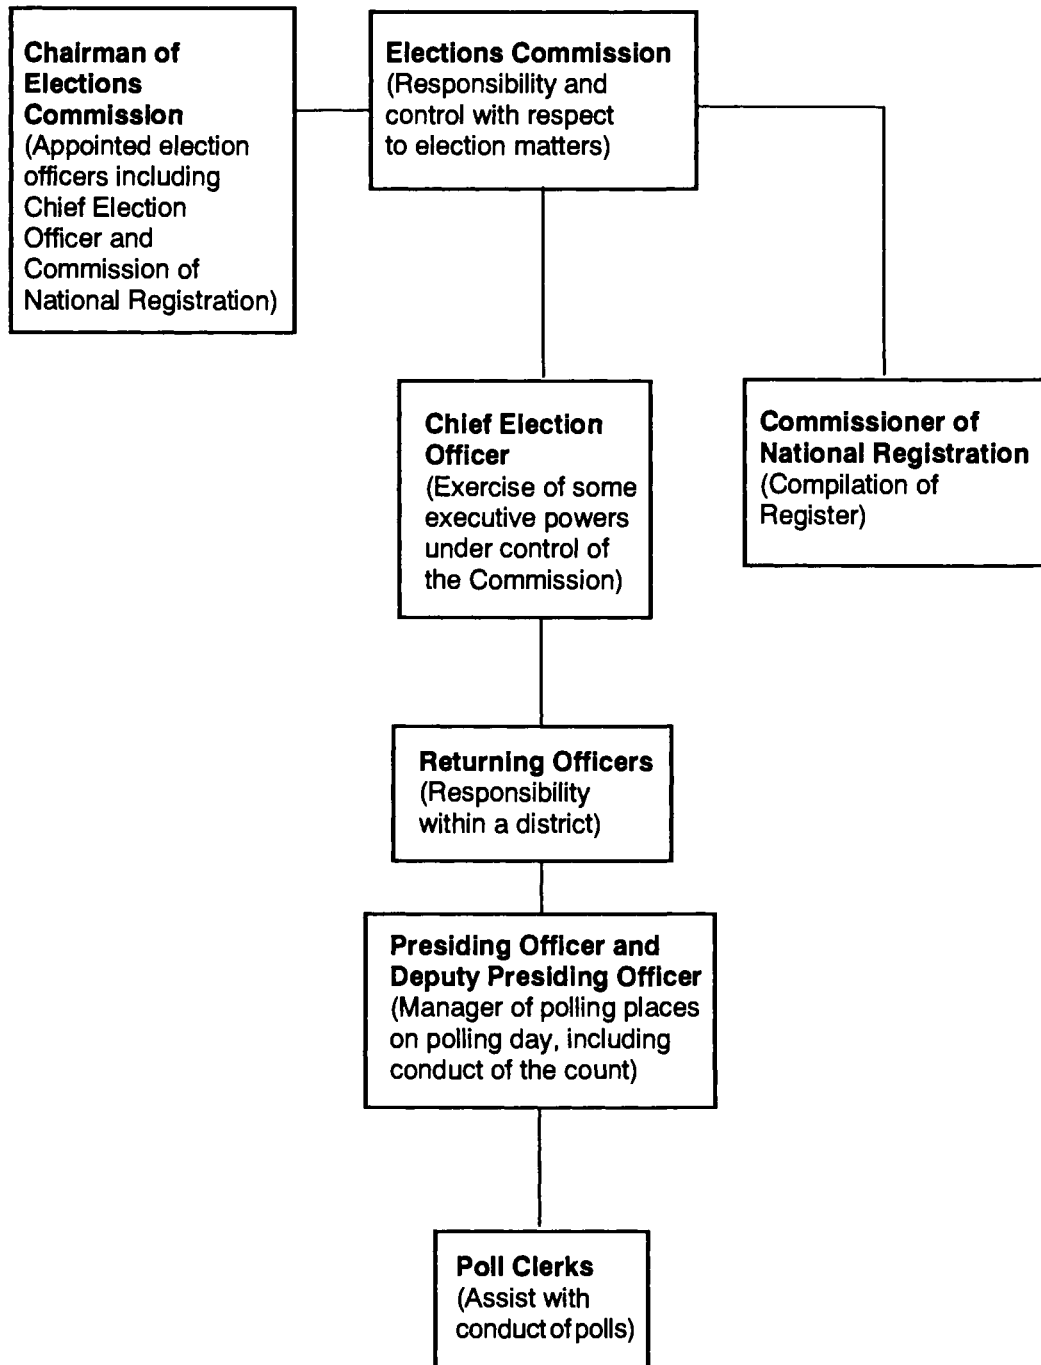 Chairman of
Elections
Commission
(Appointed election
officers including
Chief Election
Officer and
Commission of
National Registration)
Elections Commission
(Responsibility and
control with respect
to election matters)
Chief Election
Officer
(Exercise of some
executive powers
under control of
the Commission)
Commissioner of
National Registration
(Compilation of
Register)
Returning Officers
(Responsibility
within a district)
Presiding Officer and
Deputy Presiding Officer
(Manager of polling places
on polling day, including
conduct of the count)
Poll Clerks
(Assist with
conduct of polls)